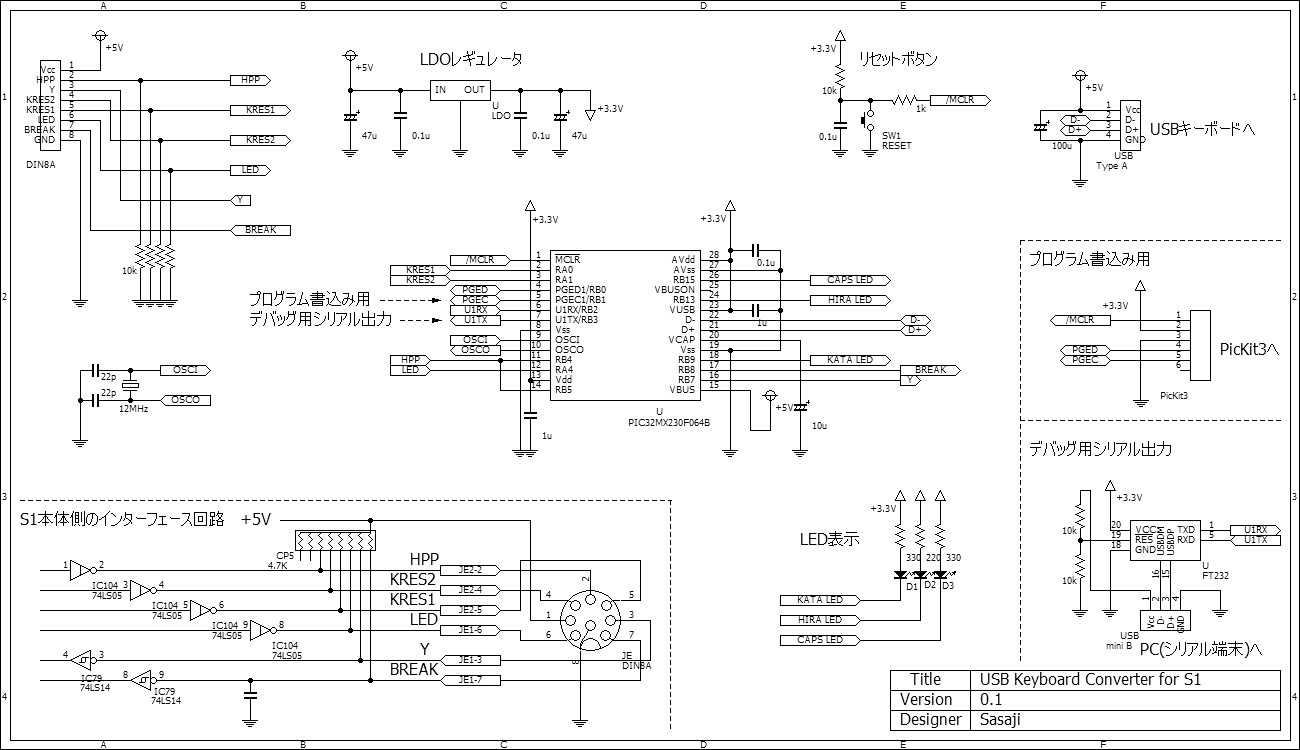 A B C D E F
+5V
Vcc 1
HPP 2
Y 3
KRES2 4
KRES1 5
LED 6
BREAK 7
GND 8
DIN8A
HPP
KRES1
KRES2
LED
Y
BREAK
10k
LDOレギュレータ
+5V
IN OUT
U
LDO
+3.3V
47u
0.1u
0.1u
47u
リセットボタン
+3.3V
10k
1k
/MCLR
0.1u
SW1
RESET
+5V
1 Vcc
2 D-
3 D+
4 GND
D-
D+
100u
USB
Type A
USBキーボードへ
1
1
+3.3V
+3.3V
/MCLR
KRES1
KRES2
PGED
PGEC
U1RX
U1TX
OSCI
OSCO
HPP
LED
プログラム書込み用
デバッグ用シリアル出力
1 MCLR
2 RA0
3 RA1
4 PGED1/RB0
5 PGEC1/RB1
6 U1RX/RB2
7 U1TX/RB3
8 Vss
9 OSCI
10 OSCO
11 RB4
12 RA4
13 Vdd
14 RB5
AVdd 28
AVss 27
RB15 26
VBUSON 25
RB13 24
VUSB 23
D- 22
D+ 21
VCAP 20
Vss 19
RB9 18
RB8 17
RB7 16
VBUS 15
0.1u
1u
CAPS LED
HIRA LED
D-
D+
KATA LED
BREAK
Y
+5V
10u
1u
U
PIC32MX230F064B
2
2
22p
22p
12MHz
OSCI
OSCO
プログラム書込み用
+3.3V
/MCLR
PGED
PGEC
1
2
3
4
5
6
PicKit3へ
PicKit3
デバッグ用シリアル出力
+3.3V
10k
10k
20 VCC
19 RES
18 GND
USBDM
USBDP
TXD 1
RXD 5
U1RX
U1TX
16 15
U
FT232
1 2 3 4
Vcc D- D+ GND
USB
mini B
PC(シリアル端末)へ
3
3
S1本体側のインターフェース回路 +5V
CP5
4.7K
1 2
IC104
74LS05
3 4
IC104
74LS05
5 6
IC104
74LS05
9 8
IC104
74LS05
4 3
IC79
74LS14
8 9
IC79
74LS14
HPP
JE2-2
KRES2
JE2-4
KRES1
JE2-5
LED
JE1-6
Y
JE1-3
BREAK
JE1-7
2
4
5
1
3
6
7
8
JE
DIN8A
LED表示
+3.3V
330 220 330
D1 D2 D3
KATA LED
HIRA LED
CAPS LED
4
4
Title USB Keyboard Converter for S1
Version 0.1
Designer Sasaji
A B C D E F